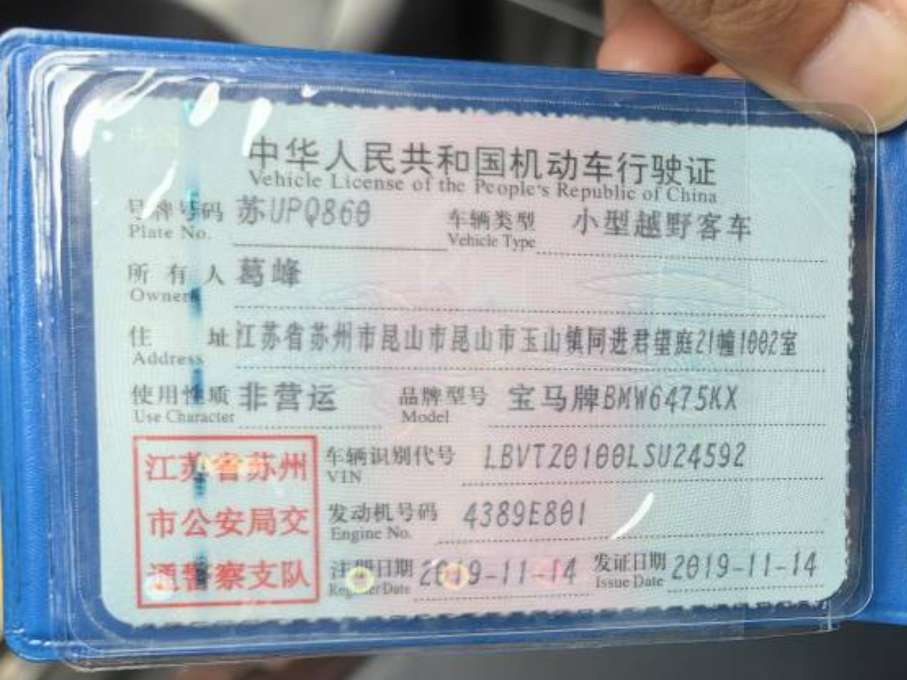 中华人民共和国机动车行驶证
Vehicle License of the People's Republic of China
号牌号码 苏UPQ860 车辆类型 小型越野客车
Plate No. Vehicle Type
所有人 葛峰
Owner
住址 江苏省苏州市昆山市昆山市玉山镇同进君望庭21幢1002室
Address
使用性质 非营运 品牌型号 宝马牌BMW6475KX
Use Character Model
江苏省苏州 车辆识别代号 LBVTZ0100LSU24592
VIN
市公安局交 发动机号码 4389E801
Engine No.
通警察支队 注册日期 2019-11-14 发证日期 2019-11-14
Register Date Issue Date